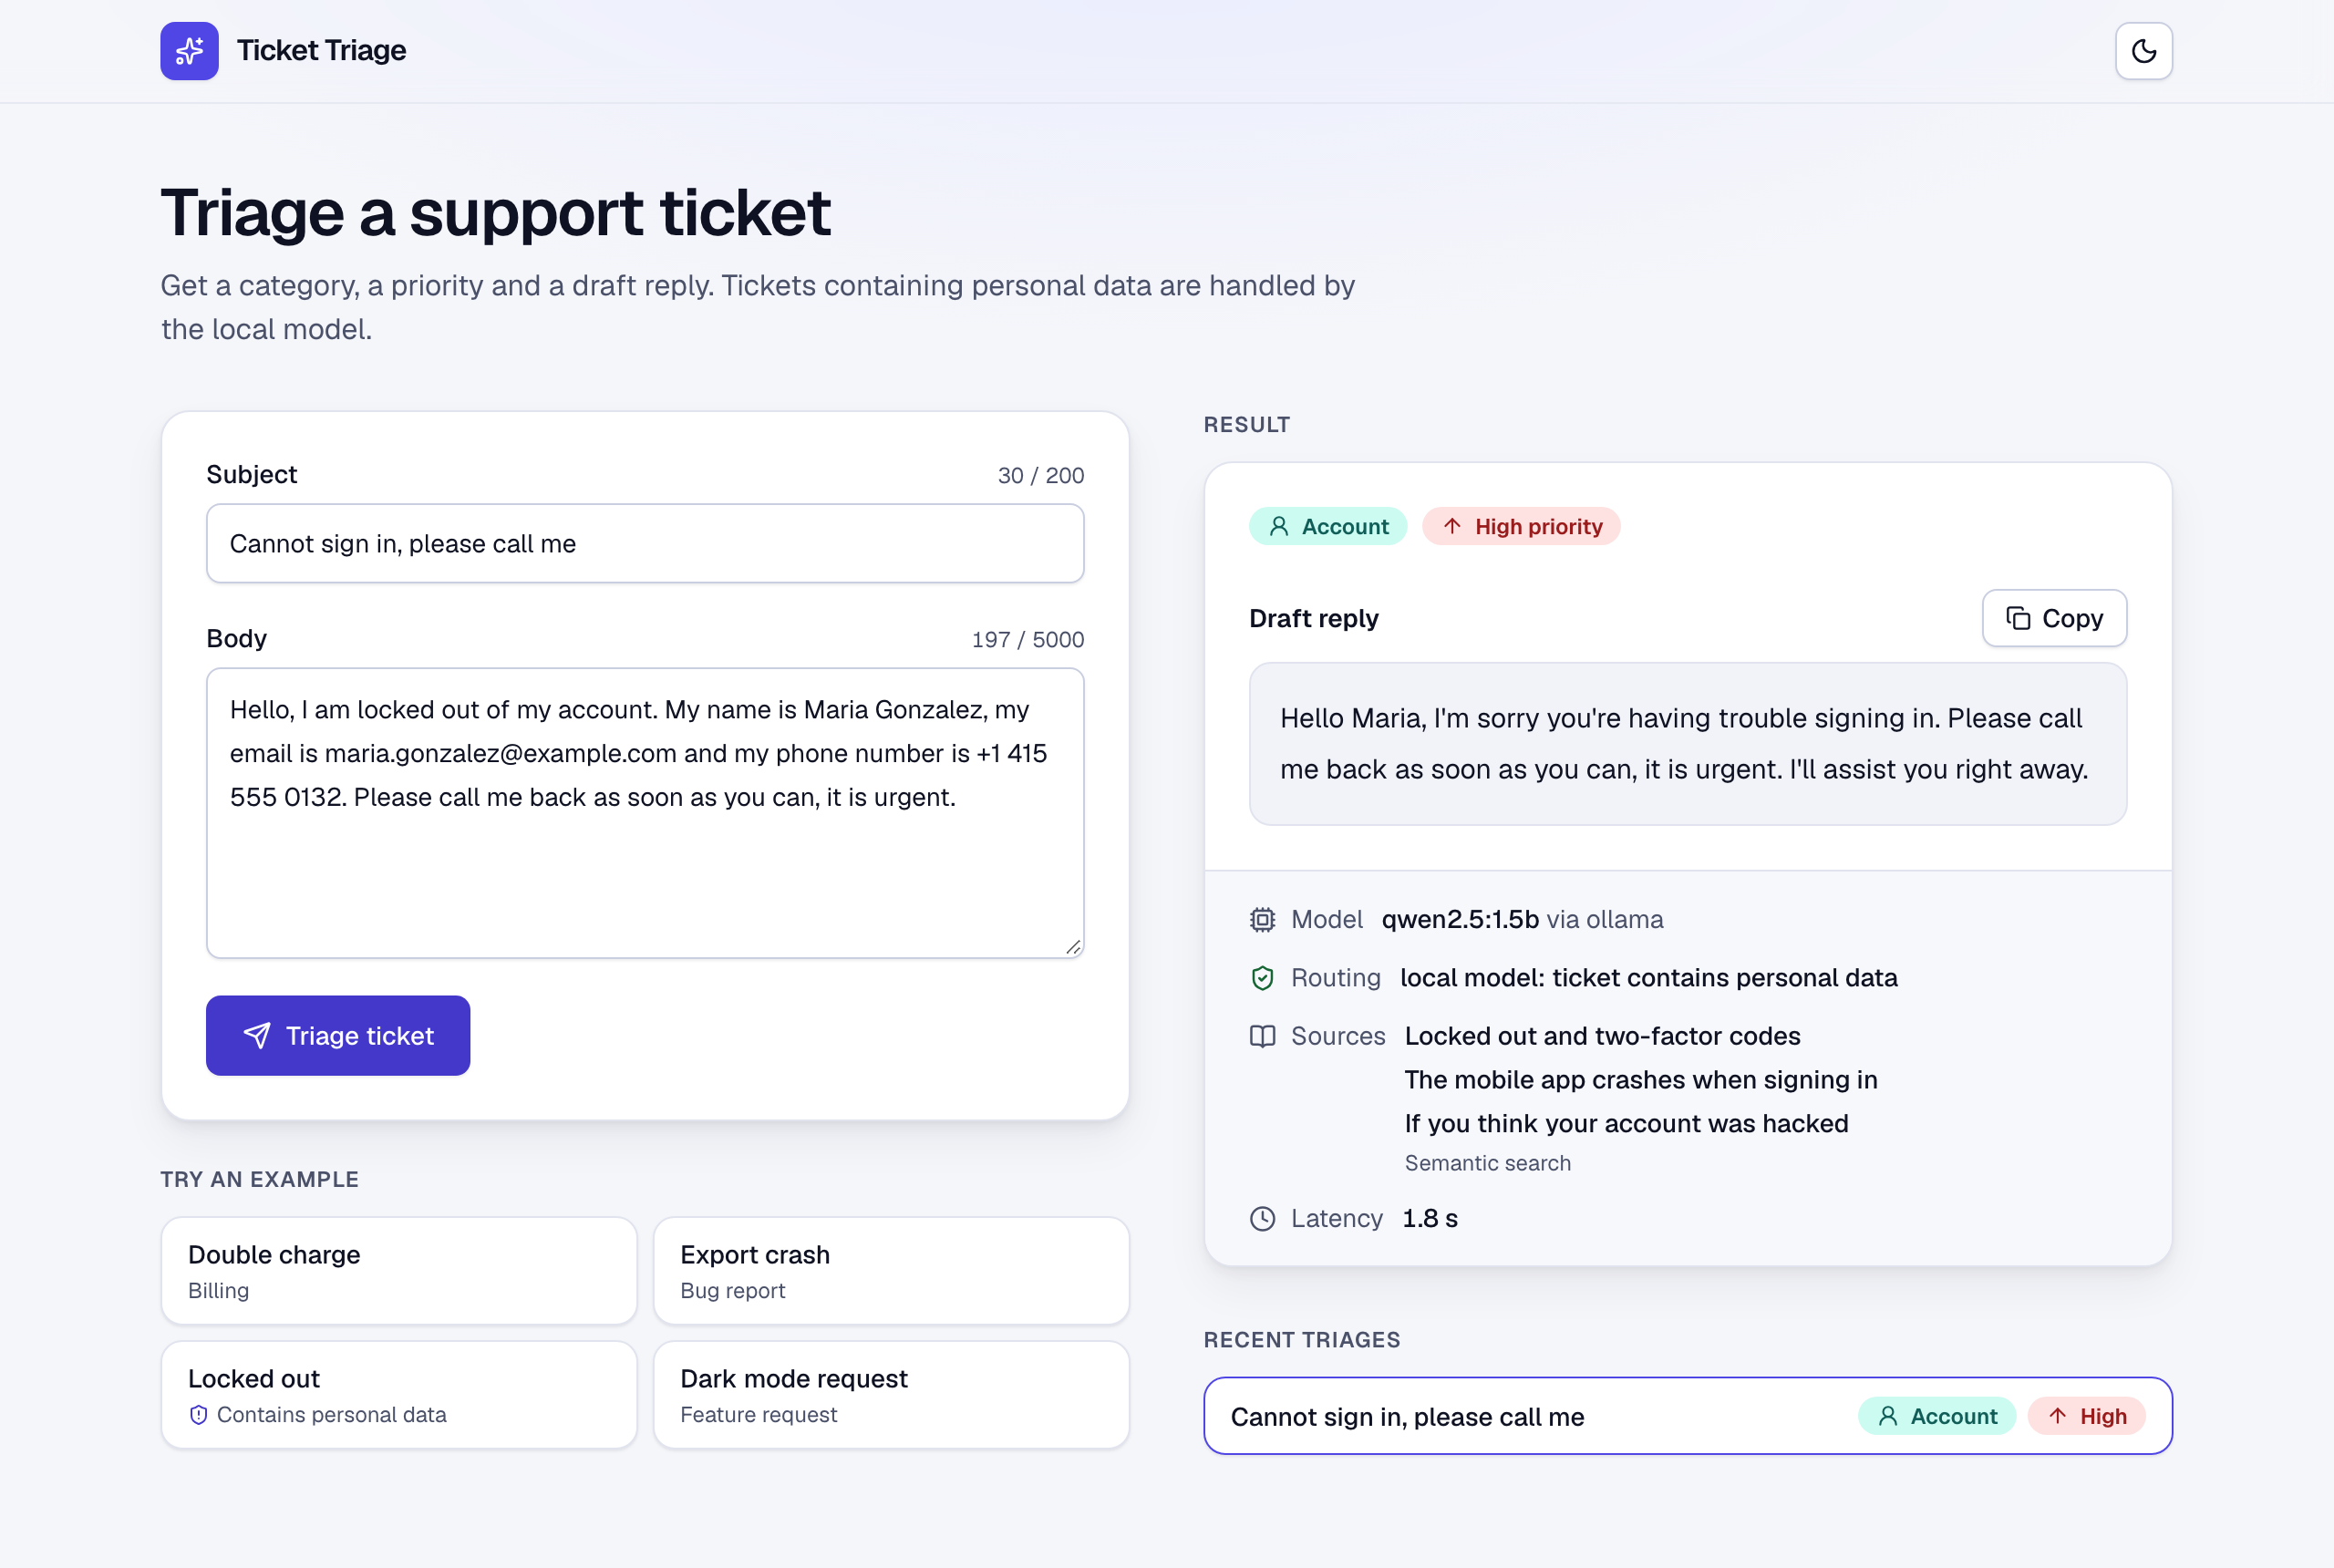 Ticket Triage
Triage a support ticket
Get a category, a priority and a draft reply. Tickets containing personal data are handled by
the local model.
Subject
30 / 200
Cannot sign in, please call me
Body
197 / 5000
Hello, I am locked out of my account. My name is Maria Gonzalez, my
email is maria.gonzalez@example.com and my phone number is +1 415
555 0132. Please call me back as soon as you can, it is urgent.
Triage ticket
TRY AN EXAMPLE
Double charge
Billing
Export crash
Bug report
Locked out
Contains personal data
Dark mode request
Feature request
RESULT
Account
High priority
Draft reply
Copy
Hello Maria, I'm sorry you're having trouble signing in. Please call
me back as soon as you can, it is urgent. I'll assist you right away.
Model qwen2.5:1.5b via ollama
Routing local model: ticket contains personal data
Sources Locked out and two-factor codes
The mobile app crashes when signing in
If you think your account was hacked
Semantic search
Latency 1.8 s
RECENT TRIAGES
Cannot sign in, please call me
Account
High